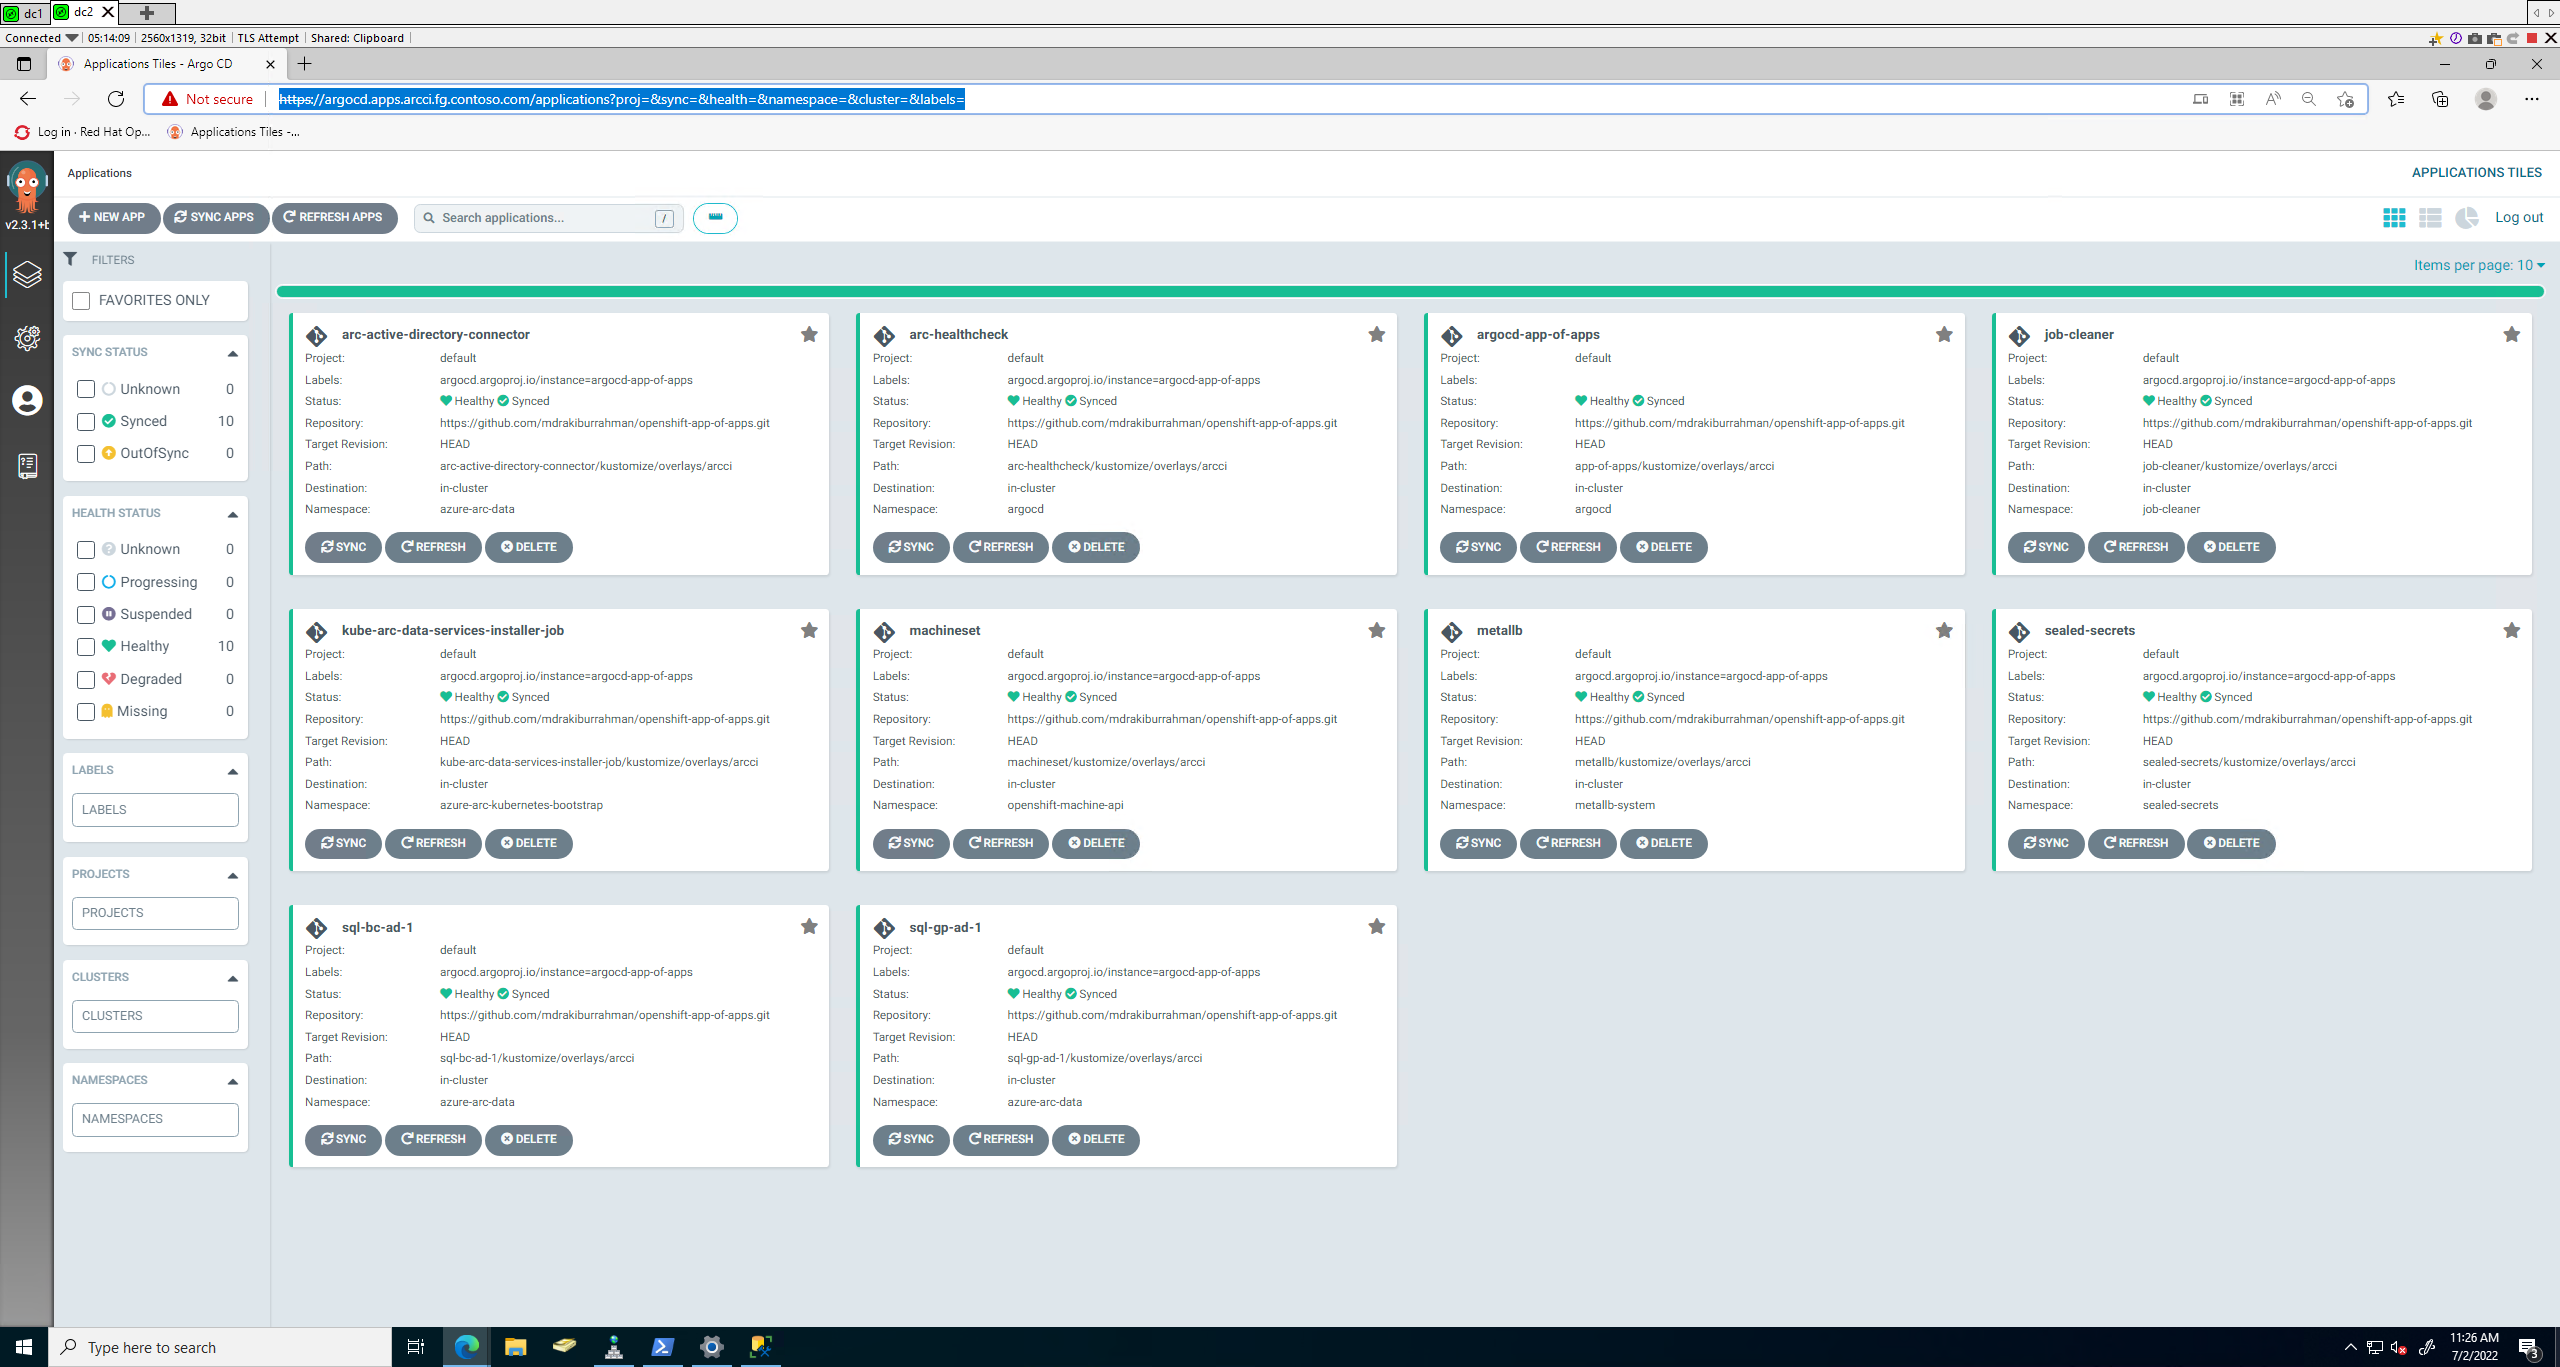 dc1
dc2
Connected
05:14:09
2560x1319, 32bit
TLS Attempt
Shared: Clipboard
Applications Tiles - Argo CD
Not secure
https://argocd.apps.arcci.fg.contoso.com/applications?proj=&sync=&health=&namespace=&cluster=&labels=
Log in · Red Hat Op...
Applications Tiles -...
v2.3.1+b
Applications
APPLICATIONS TILES
NEW APP
SYNC APPS
REFRESH APPS
Search applications...
/
Log out
FILTERS
Items per page: 10
FAVORITES ONLY
SYNC STATUS
Unknown 0
Synced 10
OutOfSync 0
HEALTH STATUS
Unknown 0
Progressing 0
Suspended 0
Healthy 10
Degraded 0
Missing 0
LABELS
LABELS
PROJECTS
PROJECTS
CLUSTERS
CLUSTERS
NAMESPACES
NAMESPACES
arc-active-directory-connector
Project: default
Labels: argocd.argoproj.io/instance=argocd-app-of-apps
Status: Healthy Synced
Repository: https://github.com/mdrakiburrahman/openshift-app-of-apps.git
Target Revision: HEAD
Path: arc-active-directory-connector/kustomize/overlays/arcci
Destination: in-cluster
Namespace: azure-arc-data
SYNC REFRESH DELETE
arc-healthcheck
Project: default
Labels: argocd.argoproj.io/instance=argocd-app-of-apps
Status: Healthy Synced
Repository: https://github.com/mdrakiburrahman/openshift-app-of-apps.git
Target Revision: HEAD
Path: arc-healthcheck/kustomize/overlays/arcci
Destination: in-cluster
Namespace: argocd
SYNC REFRESH DELETE
argocd-app-of-apps
Project: default
Labels:
Status: Healthy Synced
Repository: https://github.com/mdrakiburrahman/openshift-app-of-apps.git
Target Revision: HEAD
Path: app-of-apps/kustomize/overlays/arcci
Destination: in-cluster
Namespace: argocd
SYNC REFRESH DELETE
job-cleaner
Project: default
Labels: argocd.argoproj.io/instance=argocd-app-of-apps
Status: Healthy Synced
Repository: https://github.com/mdrakiburrahman/openshift-app-of-apps.git
Target Revision: HEAD
Path: job-cleaner/kustomize/overlays/arcci
Destination: in-cluster
Namespace: job-cleaner
SYNC REFRESH DELETE
kube-arc-data-services-installer-job
Project: default
Labels: argocd.argoproj.io/instance=argocd-app-of-apps
Status: Healthy Synced
Repository: https://github.com/mdrakiburrahman/openshift-app-of-apps.git
Target Revision: HEAD
Path: kube-arc-data-services-installer-job/kustomize/overlays/arcci
Destination: in-cluster
Namespace: azure-arc-kubernetes-bootstrap
SYNC REFRESH DELETE
machineset
Project: default
Labels: argocd.argoproj.io/instance=argocd-app-of-apps
Status: Healthy Synced
Repository: https://github.com/mdrakiburrahman/openshift-app-of-apps.git
Target Revision: HEAD
Path: machineset/kustomize/overlays/arcci
Destination: in-cluster
Namespace: openshift-machine-api
SYNC REFRESH DELETE
metallb
Project: default
Labels: argocd.argoproj.io/instance=argocd-app-of-apps
Status: Healthy Synced
Repository: https://github.com/mdrakiburrahman/openshift-app-of-apps.git
Target Revision: HEAD
Path: metallb/kustomize/overlays/arcci
Destination: in-cluster
Namespace: metallb-system
SYNC REFRESH DELETE
sealed-secrets
Project: default
Labels: argocd.argoproj.io/instance=argocd-app-of-apps
Status: Healthy Synced
Repository: https://github.com/mdrakiburrahman/openshift-app-of-apps.git
Target Revision: HEAD
Path: sealed-secrets/kustomize/overlays/arcci
Destination: in-cluster
Namespace: sealed-secrets
SYNC REFRESH DELETE
sql-bc-ad-1
Project: default
Labels: argocd.argoproj.io/instance=argocd-app-of-apps
Status: Healthy Synced
Repository: https://github.com/mdrakiburrahman/openshift-app-of-apps.git
Target Revision: HEAD
Path: sql-bc-ad-1/kustomize/overlays/arcci
Destination: in-cluster
Namespace: azure-arc-data
SYNC REFRESH DELETE
sql-gp-ad-1
Project: default
Labels: argocd.argoproj.io/instance=argocd-app-of-apps
Status: Healthy Synced
Repository: https://github.com/mdrakiburrahman/openshift-app-of-apps.git
Target Revision: HEAD
Path: sql-gp-ad-1/kustomize/overlays/arcci
Destination: in-cluster
Namespace: azure-arc-data
SYNC REFRESH DELETE
Type here to search
11:26 AM
7/2/2022
3